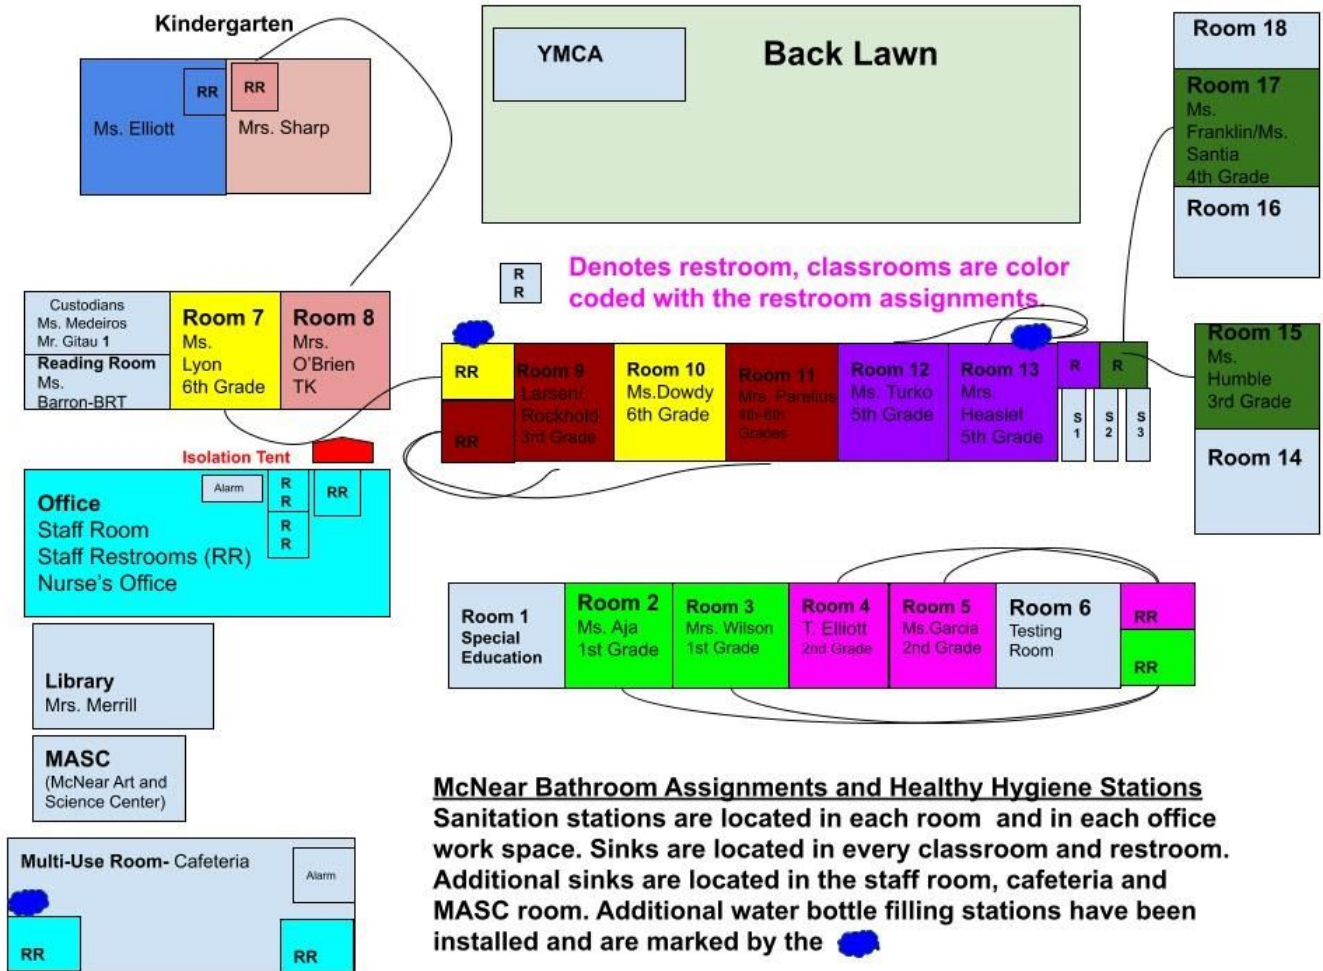 Kindergarten
RR
Ms. Elliott
RR
Mrs. Sharp
YMCA
Back Lawn
Room 18
Room 17
Ms.
Franklin/Ms.
Santia
4th Grade
Room 16
R
R
Denotes restroom, classrooms are color
coded with the restroom assignments.
Custodians
Ms. Medeiros
Mr. Gitau 1
Reading Room
Ms.
Barron-BRT
Room 7
Ms.
Lyon
6th Grade
Room 8
Mrs.
O'Brien
TK
RR
RR
Room 9
Larsen/
Rockhold
3rd Grade
Room 10
Ms.Dowdy
6th Grade
Room 11
Mrs. Parelius
4th-6th
Grades
Room 12
Ms. Turko
5th Grade
Room 13
Mrs.
Heaslet
5th Grade
R
R
S
1
S
2
S
3
Room 15
Ms.
Humble
3rd Grade
Room 14
Isolation Tent
Alarm
R
R
R
R
RR
Office
Staff Room
Staff Restrooms (RR)
Nurse's Office
Room 1
Special
Education
Room 2
Ms. Aja
1st Grade
Room 3
Mrs. Wilson
1st Grade
Room 4
T. Elliott
2nd Grade
Room 5
Ms.Garcia
2nd Grade
Room 6
Testing
Room
RR
RR
Library
Mrs. Merrill
MASC
(McNear Art and
Science Center)
Multi-Use Room- Cafeteria
Alarm
RR
RR
McNear Bathroom Assignments and Healthy Hygiene Stations
Sanitation stations are located in each room and in each office
work space. Sinks are located in every classroom and restroom.
Additional sinks are located in the staff room, cafeteria and
MASC room. Additional water bottle filling stations have been
installed and are marked by the